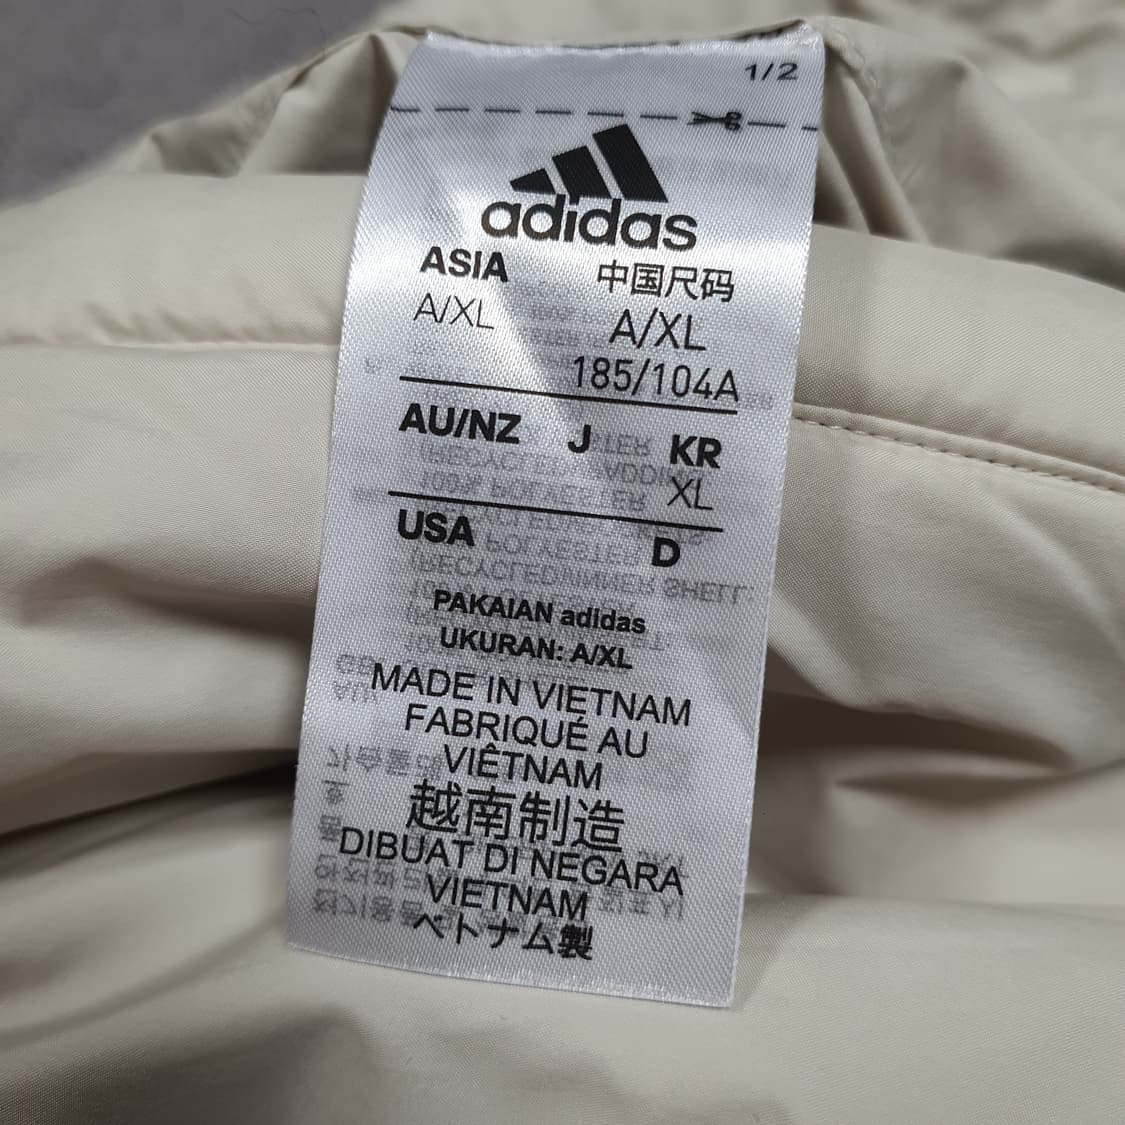 1/2
adidas
ASIA 中国尺码
A/XL A/XL
185/104A
AU/NZ J KR
XL
USA D
PAKAIAN adidas
UKURAN: A/XL
MADE IN VIETNAM
FABRIQUÉ AU
VIÊTNAM
越南制造
DIBUAT DI NEGARA
VIETNAM
ベトナム製